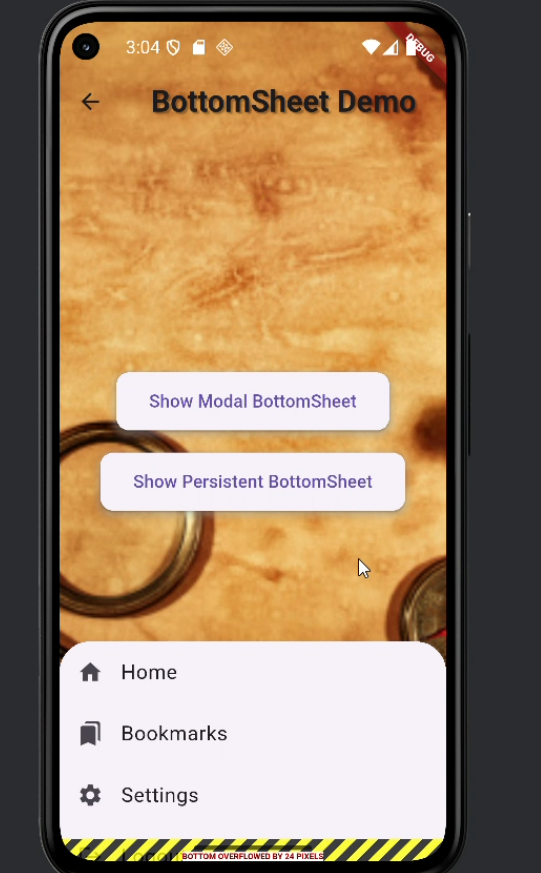 3:04
DEBUG
BottomSheet Demo
Show Modal BottomSheet
Show Persistent BottomSheet
Home
Bookmarks
Settings
Logout
BOTTOM OVERFLOWED BY 24 PIXELS